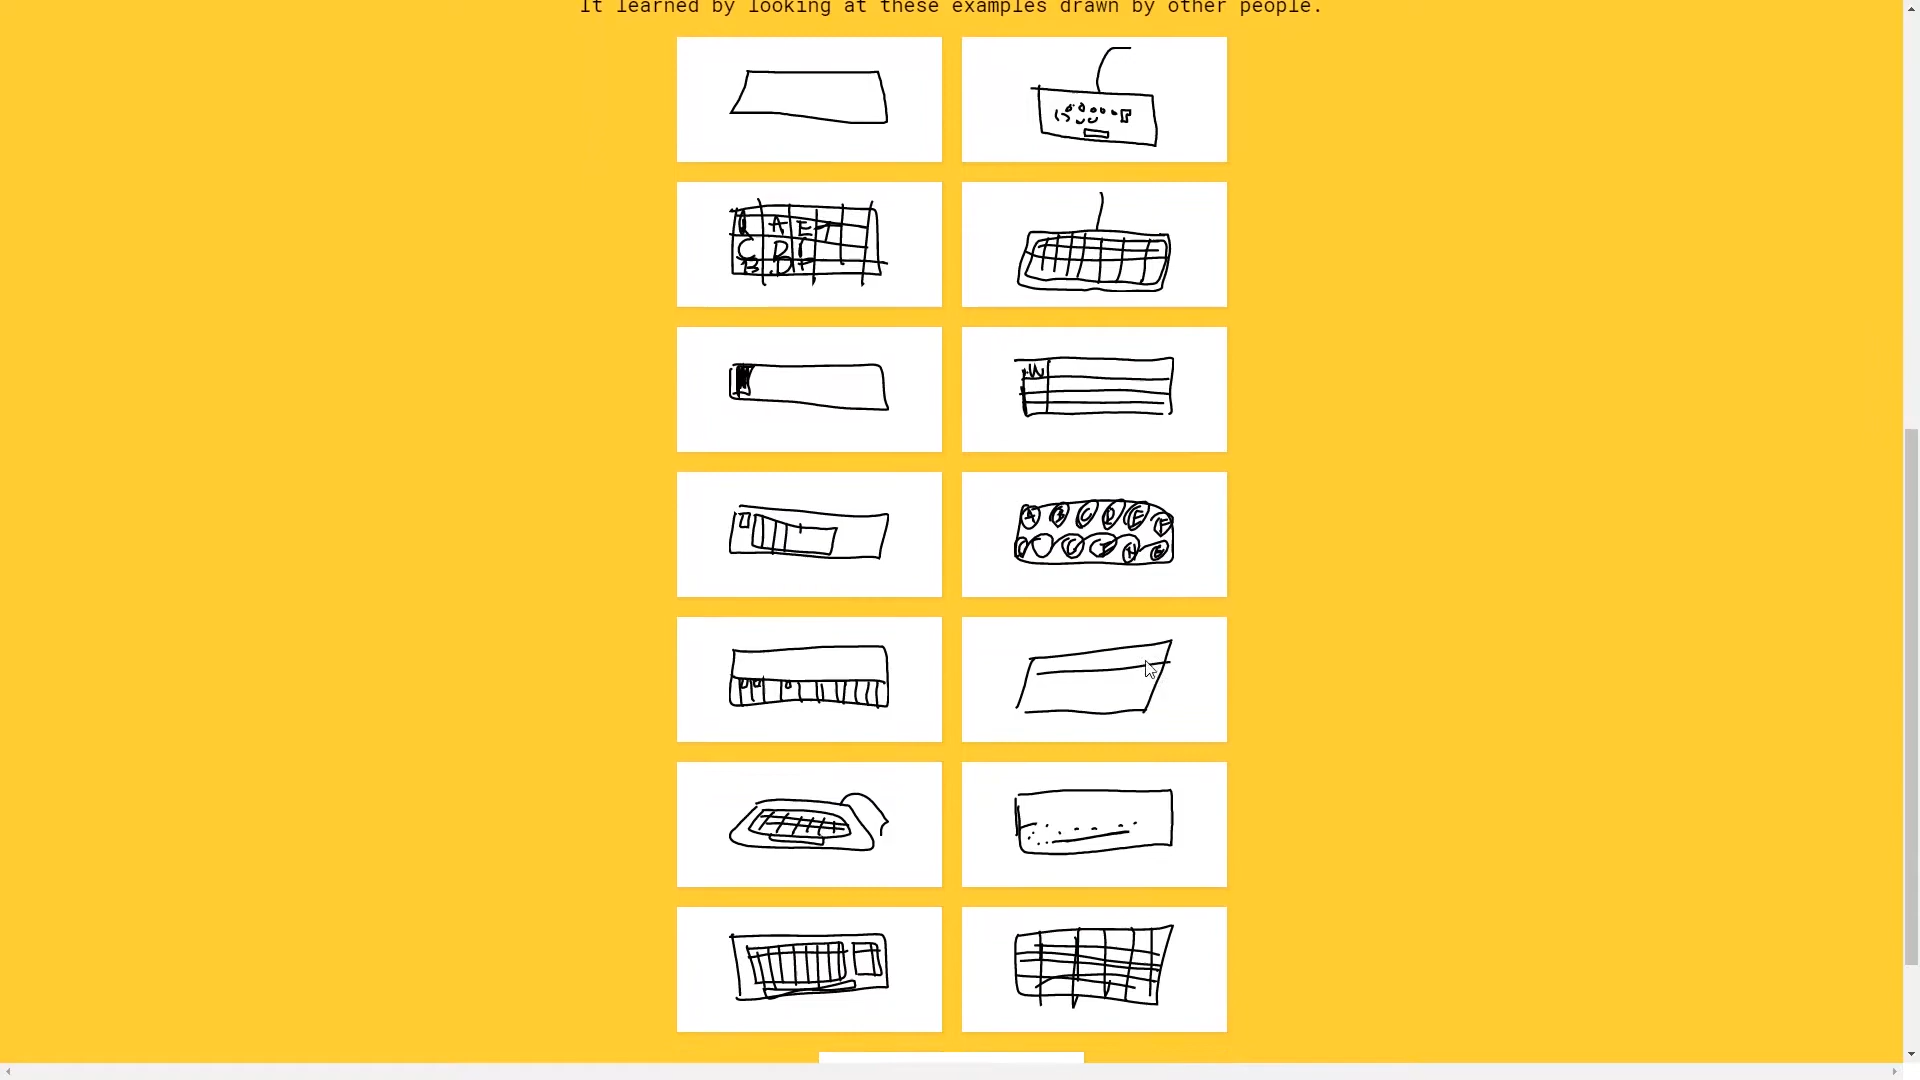 It learned by looking at these examples drawn by other people.
A E T
C B
B D P
A B C D E F